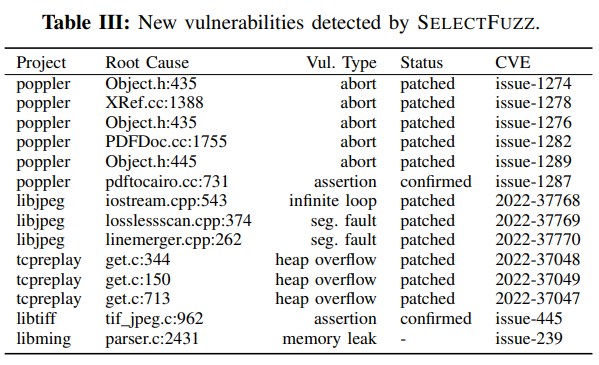 Table III: New vulnerabilities detected by SELECTFUZZ.
Project Root Cause Vul. Type Status CVE
poppler Object.h:435 abort patched issue-1274
poppler XRef.cc:1388 abort patched issue-1278
poppler Object.h:435 abort patched issue-1276
poppler PDFDoc.cc:1755 abort patched issue-1282
poppler Object.h:445 abort patched issue-1289
poppler pdftocairo.cc:731 assertion confirmed issue-1287
libjpeg iostream.cpp:543 infinite loop patched 2022-37768
libjpeg losslessscan.cpp:374 seg. fault patched 2022-37769
libjpeg linemerger.cpp:262 seg. fault patched 2022-37770
tcpreplay get.c:344 heap overflow patched 2022-37048
tcpreplay get.c:150 heap overflow patched 2022-37049
tcpreplay get.c:713 heap overflow patched 2022-37047
libtiff tif_jpeg.c:962 assertion confirmed issue-445
libming parser.c:2431 memory leak - issue-239